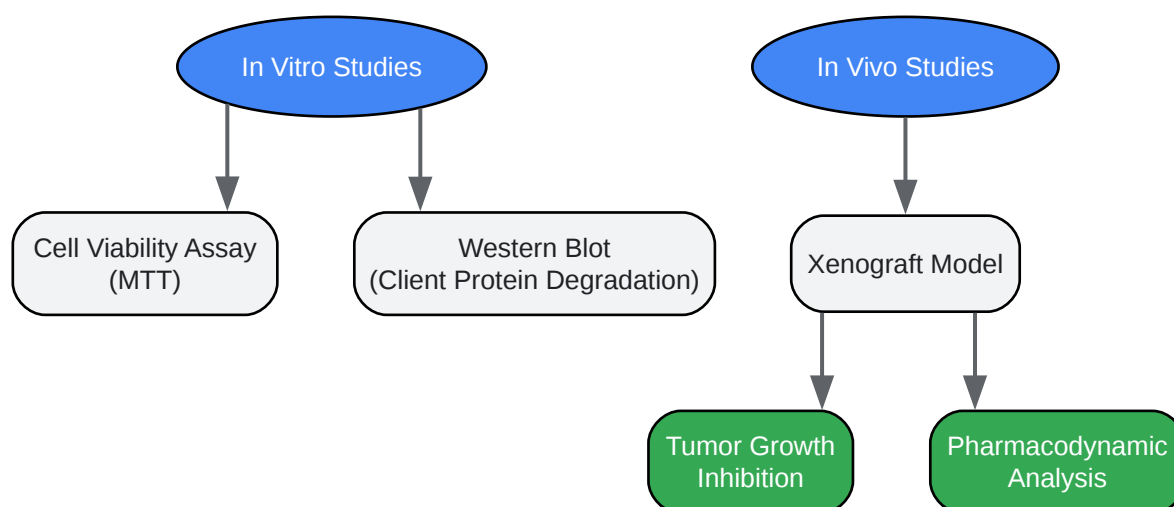 In Vitro Studies
In Vivo Studies
Cell Viability Assay
(MTT)
Western Blot
(Client Protein Degradation)
Xenograft Model
Tumor Growth
Inhibition
Pharmacodynamic
Analysis